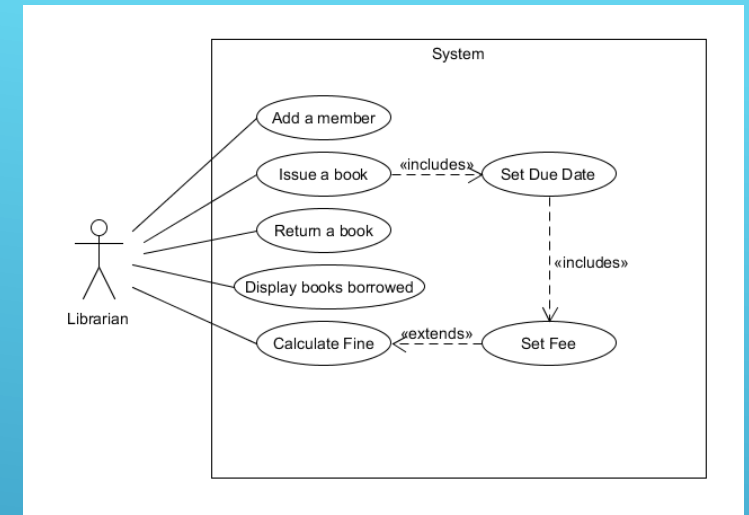 System
Add a member
Issue a book
«includes»
Set Due Date
Return a book
«includes»
Display books borrowed
Librarian
Calculate Fine
«extends»
Set Fee